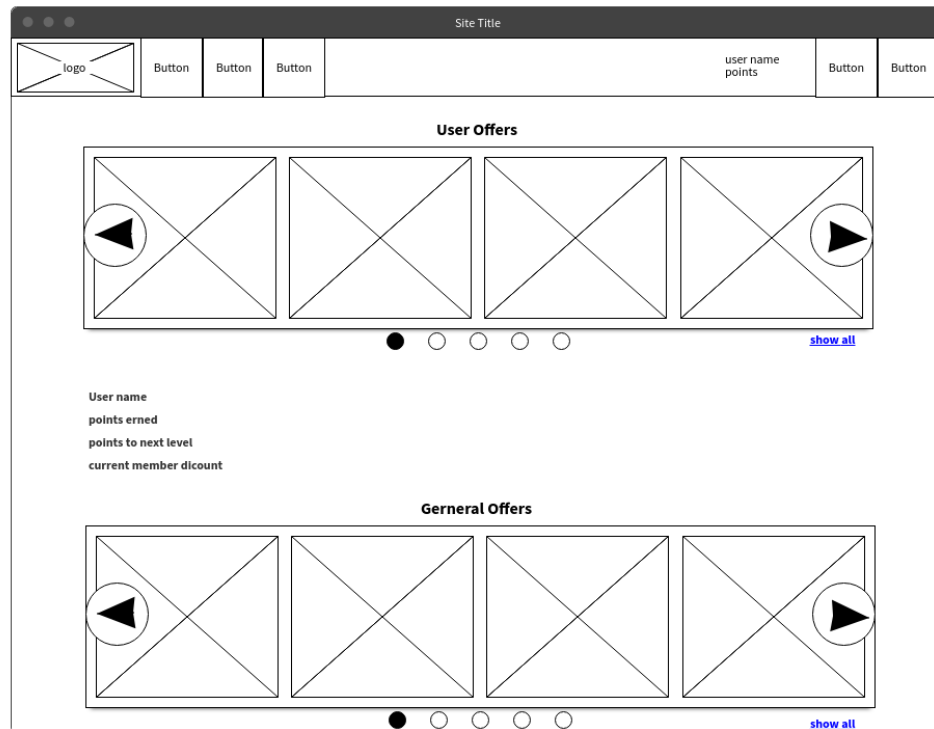 Site Title
logo
Button
Button
Button
user name
points
Button
Button
User Offers
show all
User name
points erned
points to next level
current member dicount
Gerneral Offers
show all